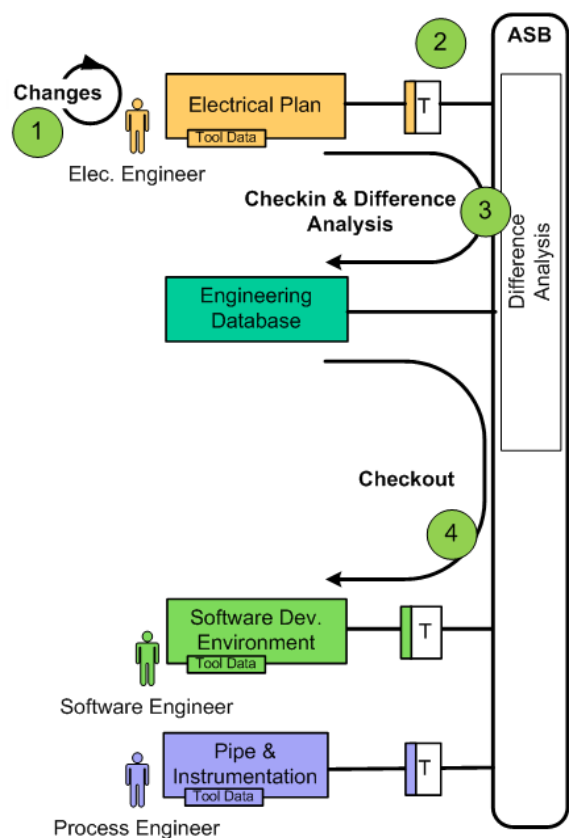 2
ASB
Changes
1
Electrical Plan
Tool Data
T
Elec. Engineer
Checkin & Difference
Analysis
3
Difference
Analysis
Engineering
Database
Checkout
4
Software Dev.
Environment
Tool Data
T
Software Engineer
Pipe &
Instrumentation
Tool Data
T
Process Engineer